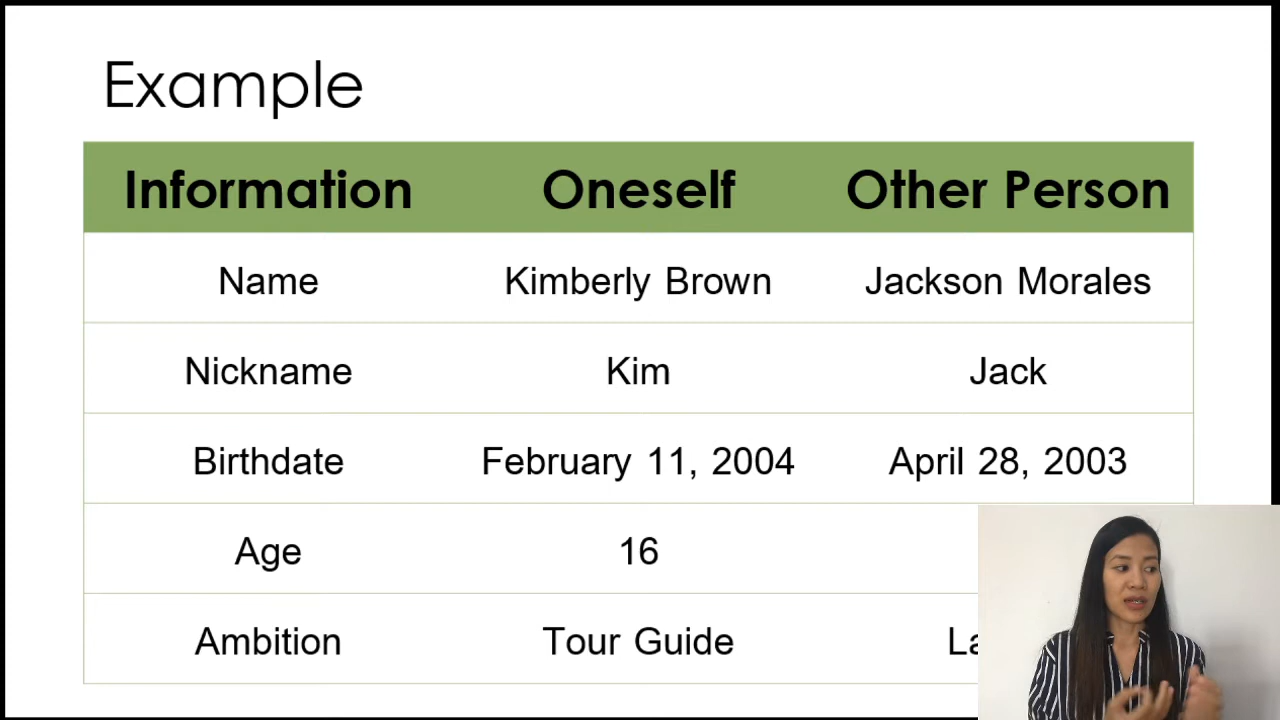 Example
Information Oneself Other Person
Name Kimberly Brown Jackson Morales
Nickname Kim Jack
Birthdate February 11, 2004 April 28, 2003
Age 16
Ambition Tour Guide